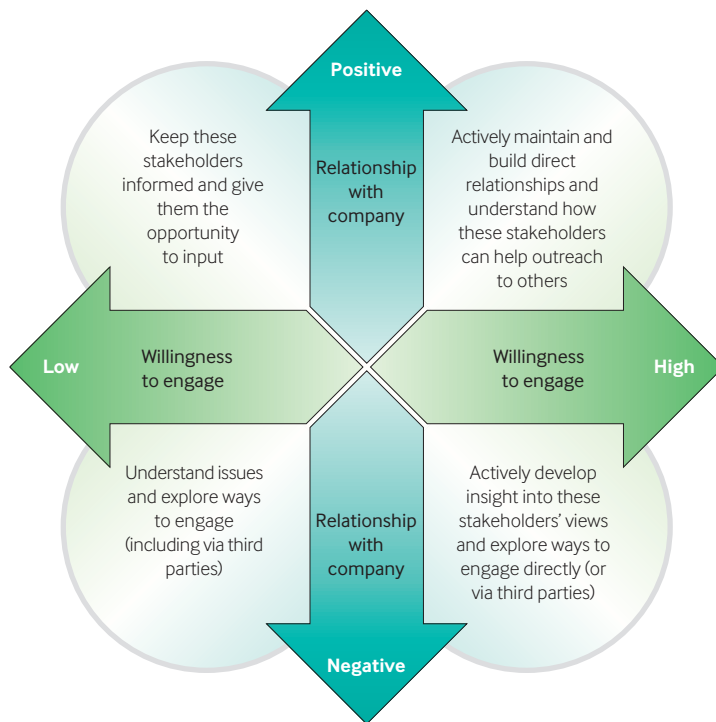 Positive
Keep these
stakeholders
informed and give
them the
opportunity
to input
Relationship
with
company
Actively maintain and
build direct
relationships and
understand how
these stakeholders
can help outreach
to others
Low
Willingness
to engage
Willingness
to engage
High
Understand issues
and explore ways
to engage
(including via third
parties)
Relationship
with
company
Actively develop
insight into these
stakeholders’ views
and explore ways to
engage directly (or
via third parties)
Negative